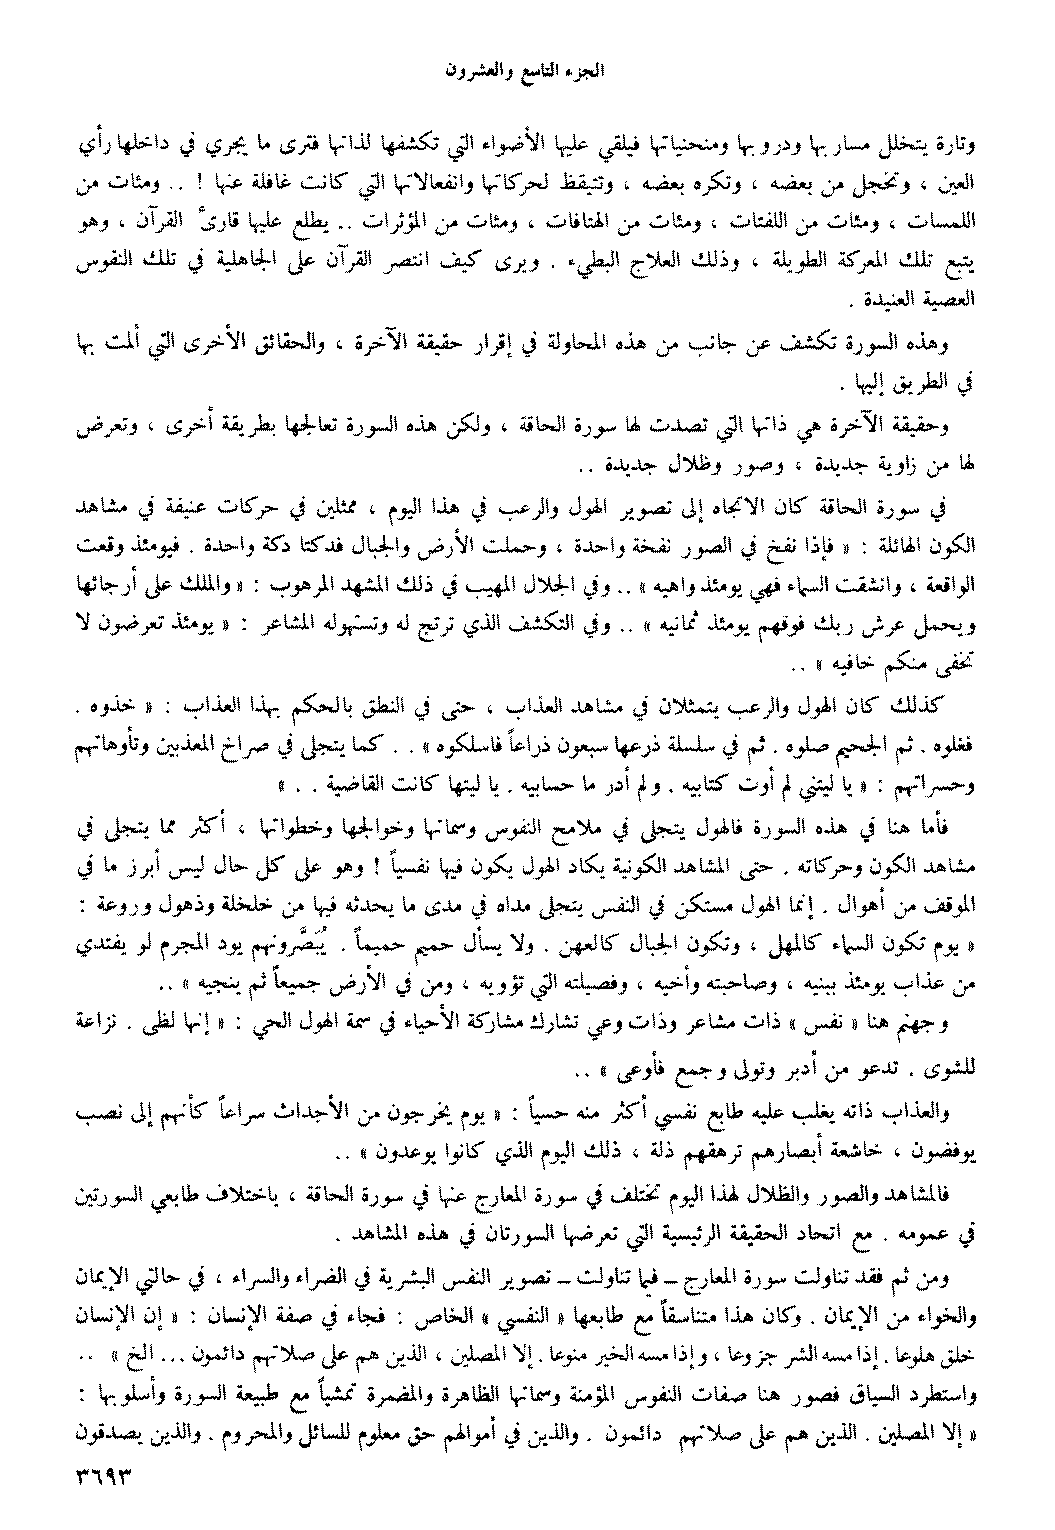 الجزء التاسع والعشرون
وتارة يتخلل مساربها ودروبها ومنحنياتها فيلقي عليها الأضواء التي تكشفها لذاتها فترى ما يجري في داخلها رأي
العين ، وتخجل من بعضه ، وتكره بعضه ، وتتيقظ لحركاتها وانفعالاتها التي كانت غافلة عنها ! .. ومئات من
اللمسات ، ومئات من اللفتات ، ومئات من الهتافات ، ومئات من المؤثرات .. يطلع عليها قارئ القرآن ، وهو
يتبع تلك المعركة الطويلة ، وذلك العلاج البطيء . ويرى كيف انتصر القرآن على الجاهلية في تلك النفوس
العصية العنيدة .
وهذه السورة تكشف عن جانب من هذه المحاولة في إقرار حقيقة الآخرة ، والحقائق الأخرى التي ألمت بها
في الطريق إليها .
وحقيقة الآخرة هي ذاتها التي تصدت لها سورة الحاقة ، ولكن هذه السورة تعالجها بطريقة أخرى ، وتعرض
لها من زاوية جديدة ، وصور وظلال جديدة ..
في سورة الحاقة كان الاتجاه إلى تصوير الهول والرعب في هذا اليوم ، ممثلين في حركات عنيفة في مشاهد
الكون الهائلة : « فإذا نفخ في الصور نفخة واحدة ، وحملت الأرض والجبال فدكتا دكة واحدة . فيومئذ وقعت
الواقعة ، وانشقت السماء فهي يومئذ واهيه » .. وفي الجلال المهيب في ذلك المشهد المرهوب : « والملك على أرجائها
ويحمل عرش ربك فوقهم يومئذ ثمانيه » .. وفي التكشف الذي ترتج له وتستهوله المشاعر : « يومئذ تعرضون لا
تخفى منكم خافيه » ..
كذلك كان الهول والرعب يتمثلان في مشاهد العذاب ، حتى في النطق بالحكم بهذا العذاب : « خذوه .
فغلوه . ثم الجحيم صلوه . ثم في سلسلة ذرعها سبعون ذراعاً فاسلكوه » . . كما يتجلى في صراخ المعذبين وتأوهاتهم
وحسراتهم : « يا ليتني لم أوت كتابيه . ولم أدر ما حسابيه . يا ليتها كانت القاضية . . »
فأما هنا في هذه السورة فالهول يتجلى في ملامح النفوس وسماتها وخوالجها وخطواتها ، أكثر مما يتجلى في
مشاهد الكون وحركاته . حتى المشاهد الكونية يكاد الهول يكون فيها نفسياً ! وهو على كل حال ليس أبرز ما في
الموقف من أهوال . إنما الهول مستكن في النفس يتجلى مداه في مدى ما يحدثه فيها من خلخلة وذهول وروعة :
« يوم تكون السماء كالمهل ، وتكون الجبال كالعهن . ولا يسأل حميم حميماً . يُبَصَّرونهم يود المجرم لو يفتدي
من عذاب يومئذ ببنيه ، وصاحبته وأخيه ، وفصيلته التي تؤويه ، ومن في الأرض جميعاً ثم ينجيه » ..
وجهنم هنا « نفس » ذات مشاعر وذات وعي تشارك مشاركة الأحياء في سمة الهول الحي : « إنها لظى . نزاعة
للشوى . تدعو من أدبر وتولى وجمع فأوعى » ..
والعذاب ذاته يغلب عليه طابع نفسي أكثر منه حسياً : « يوم يخرجون من الأجداث سراعاً كأنهم إلى نصب
يوفضون ، خاشعة أبصارهم ترهقهم ذلة ، ذلك اليوم الذي كانوا يوعدون » ..
فالمشاهد والصور والظلال لهذا اليوم تختلف في سورة المعارج عنها في سورة الحاقة ، باختلاف طابعي السورتين
في عمومه . مع اتحاد الحقيقة الرئيسية التي تعرضها السورتان في هذه المشاهد .
ومن ثم فقد تناولت سورة المعارج – فيما تناولت – تصوير النفس البشرية في الضراء والسراء ، في حالتي الإيمان
والخواء من الإيمان . وكان هذا متناسقاً مع طابعها « النفسي » الخاص : فجاء في صفة الإنسان : « إن الإنسان
خلق هلوعا . إذا مسه الشر جزوعا ، وإذا مسه الخير منوعا . إلا المصلين ، الذين هم على صلاتهم دائمون ... الخ » ..
واستطرد السياق فصور هنا صفات النفوس المؤمنة وسماتها الظاهرة والمضمرة تمشياً مع طبيعة السورة وأسلوبها :
« إلا المصلين . الذين هم على صلاتهم دائمون . والذين في أموالهم حق معلوم للسائل والمحروم . والذين يصدقون
٣٦٩٣